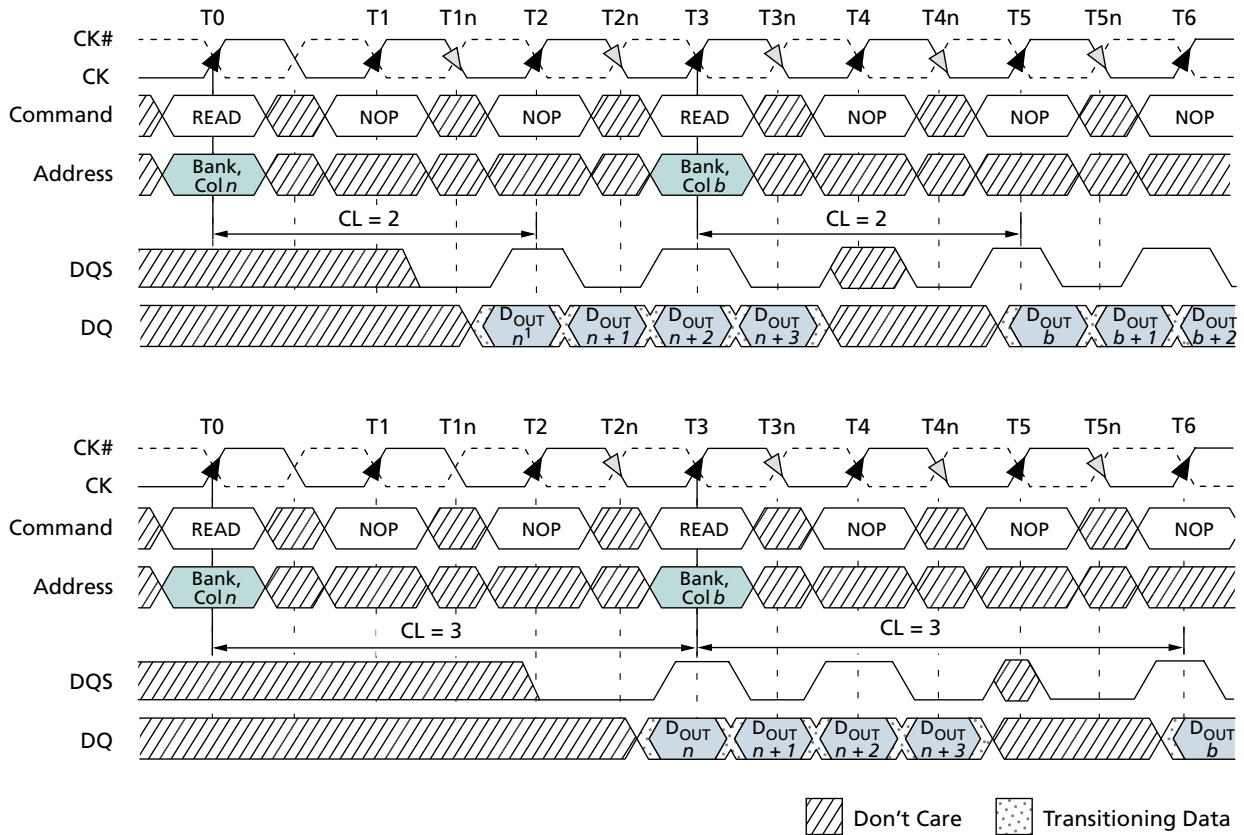 T0 T1 T1n T2 T2n T3 T3n T4 T4n T5 T5n T6
CK#
CK
Command READ NOP NOP READ NOP NOP NOP
Address Bank, Col n Bank, Col b
CL = 2 CL = 2
DQS
DQ DOUT n1 DOUT n + 1 DOUT n + 2 DOUT n + 3 DOUT b DOUT b + 1 DOUT b + 2
T0 T1 T1n T2 T2n T3 T3n T4 T4n T5 T5n T6
CK#
CK
Command READ NOP NOP READ NOP NOP NOP
Address Bank, Col n Bank, Col b
CL = 3 CL = 3
DQS
DQ DOUT n DOUT n + 1 DOUT n + 2 DOUT n + 3 DOUT b
Don't Care Transitioning Data